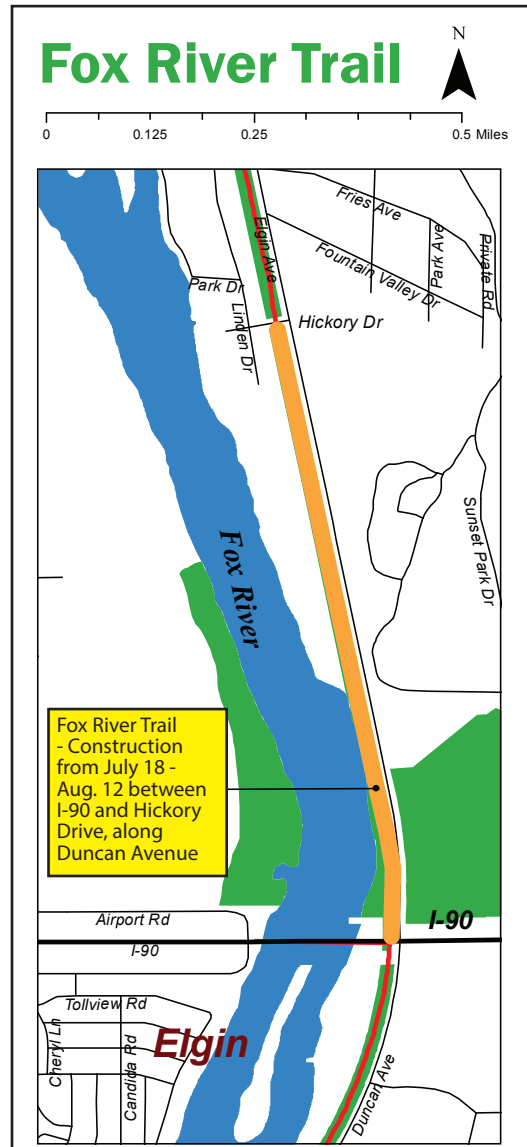 Fox River Trail
N
0 0.125 0.25 0.5 Miles
Fries Ave
Elgin Ave
Park Ave
Private Rd
Fountain Valley Dr
Park Dr
Linden Dr
Hickory Dr
Sunset Park Dr
Fox River
Fox River Trail
- Construction
from July 18 -
Aug. 12 between
I-90 and Hickory
Drive, along
Duncan Avenue
Airport Rd
I-90
I-90
Tollview Rd
Elgin
Cheryl Ln
Candida Rd
Duncan Ave